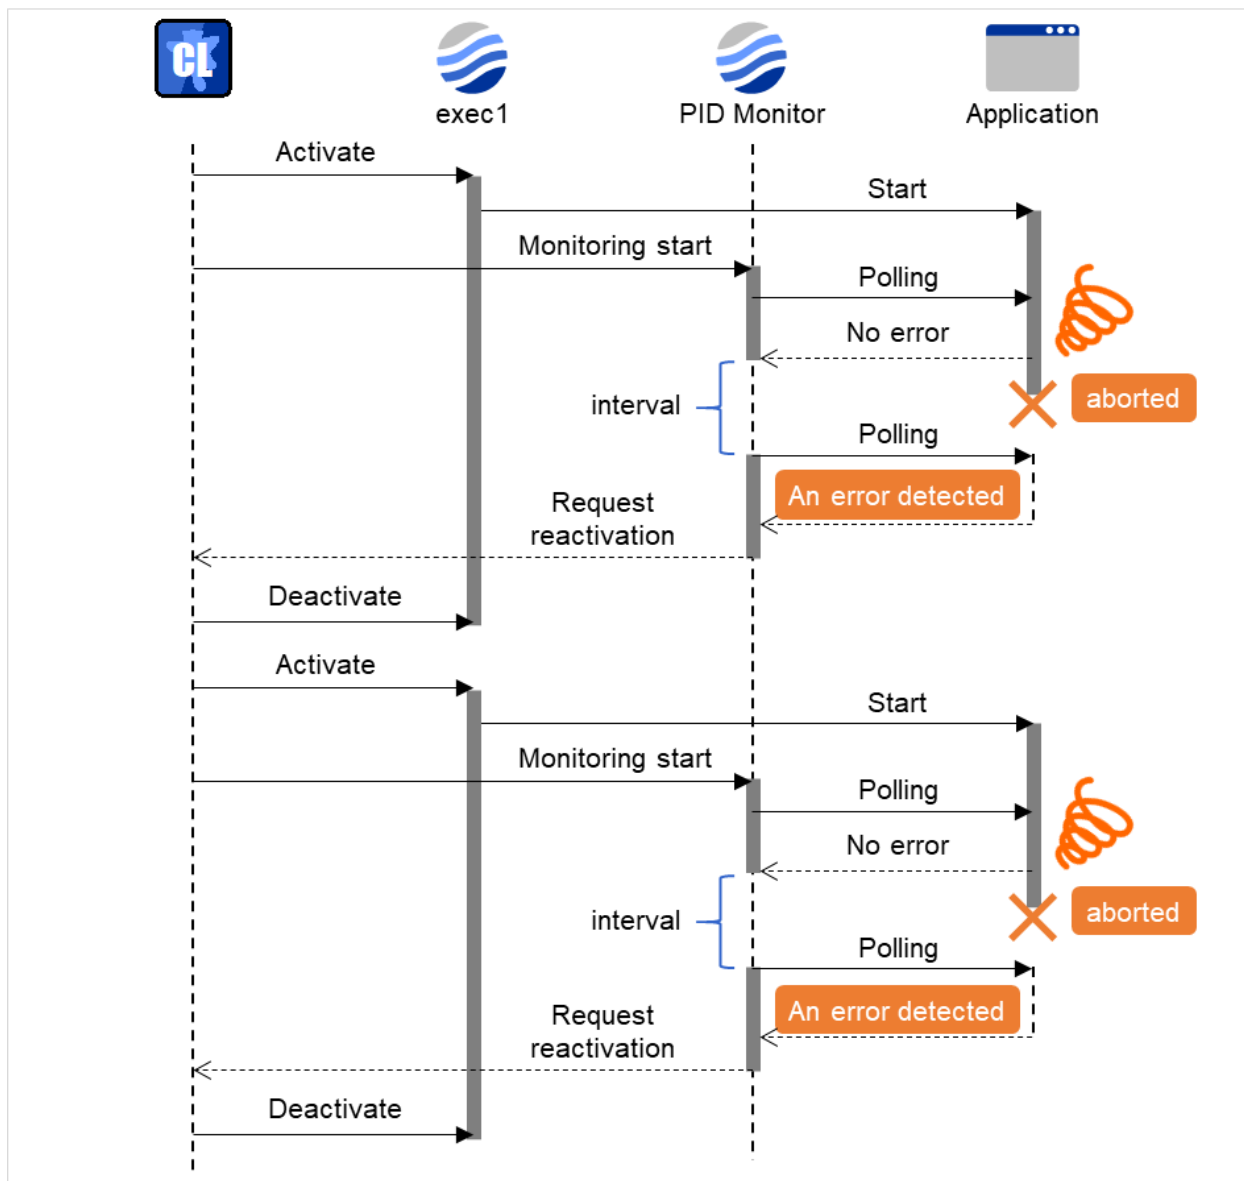 CL
exec1
PID Monitor
Application
Activate
Start
Monitoring start
Polling
No error
interval
aborted
Polling
An error detected
Request
reactivation
Deactivate
Activate
Start
Monitoring start
Polling
No error
interval
aborted
Polling
An error detected
Request
reactivation
Deactivate